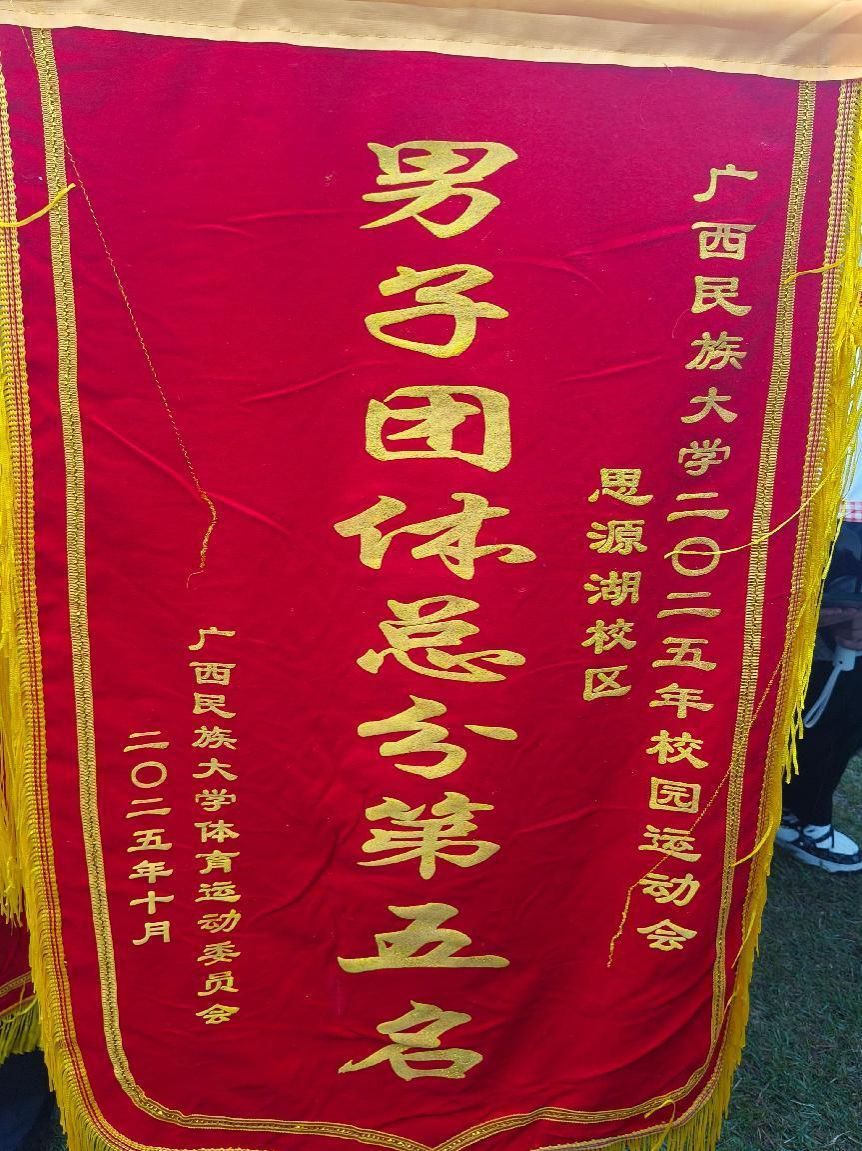 广西民族大学二〇二五年校园运动会
思源湖校区
男子团体总分第五名
广西民族大学体育运动委员会
二〇二五年十月